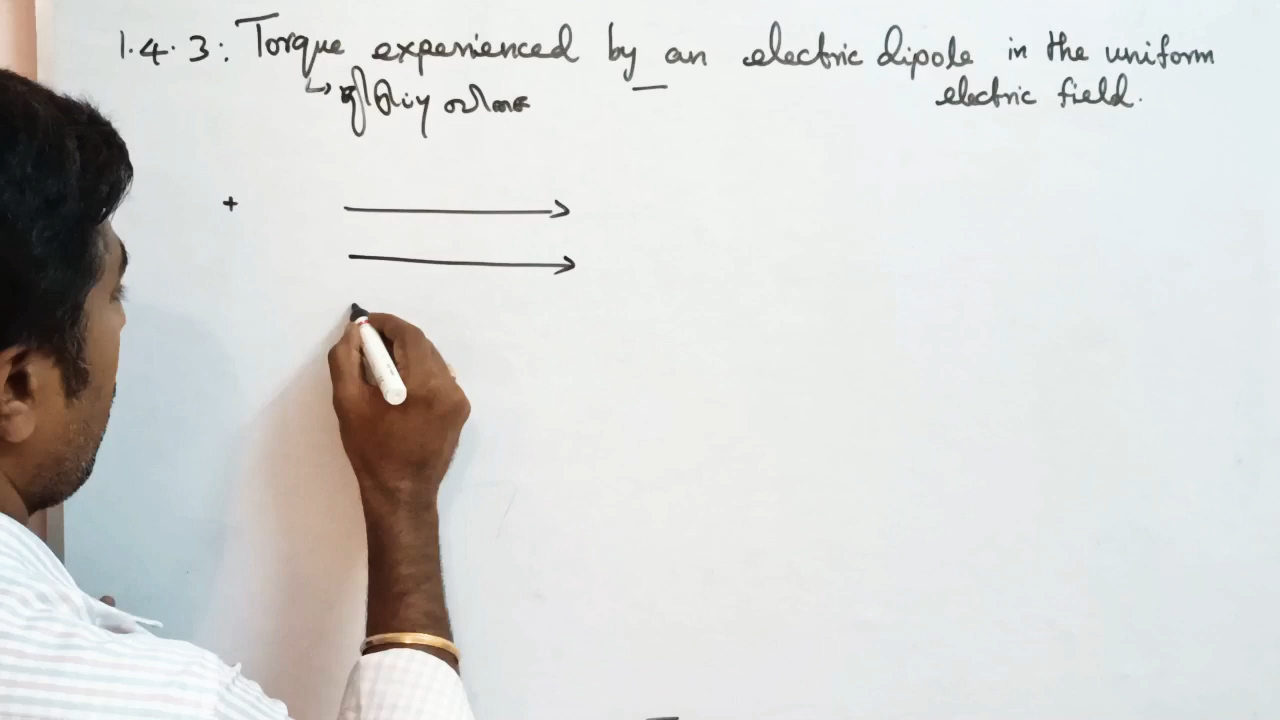 1.4.3: Torque experienced by an electric dipole in the uniform
electric field.
+